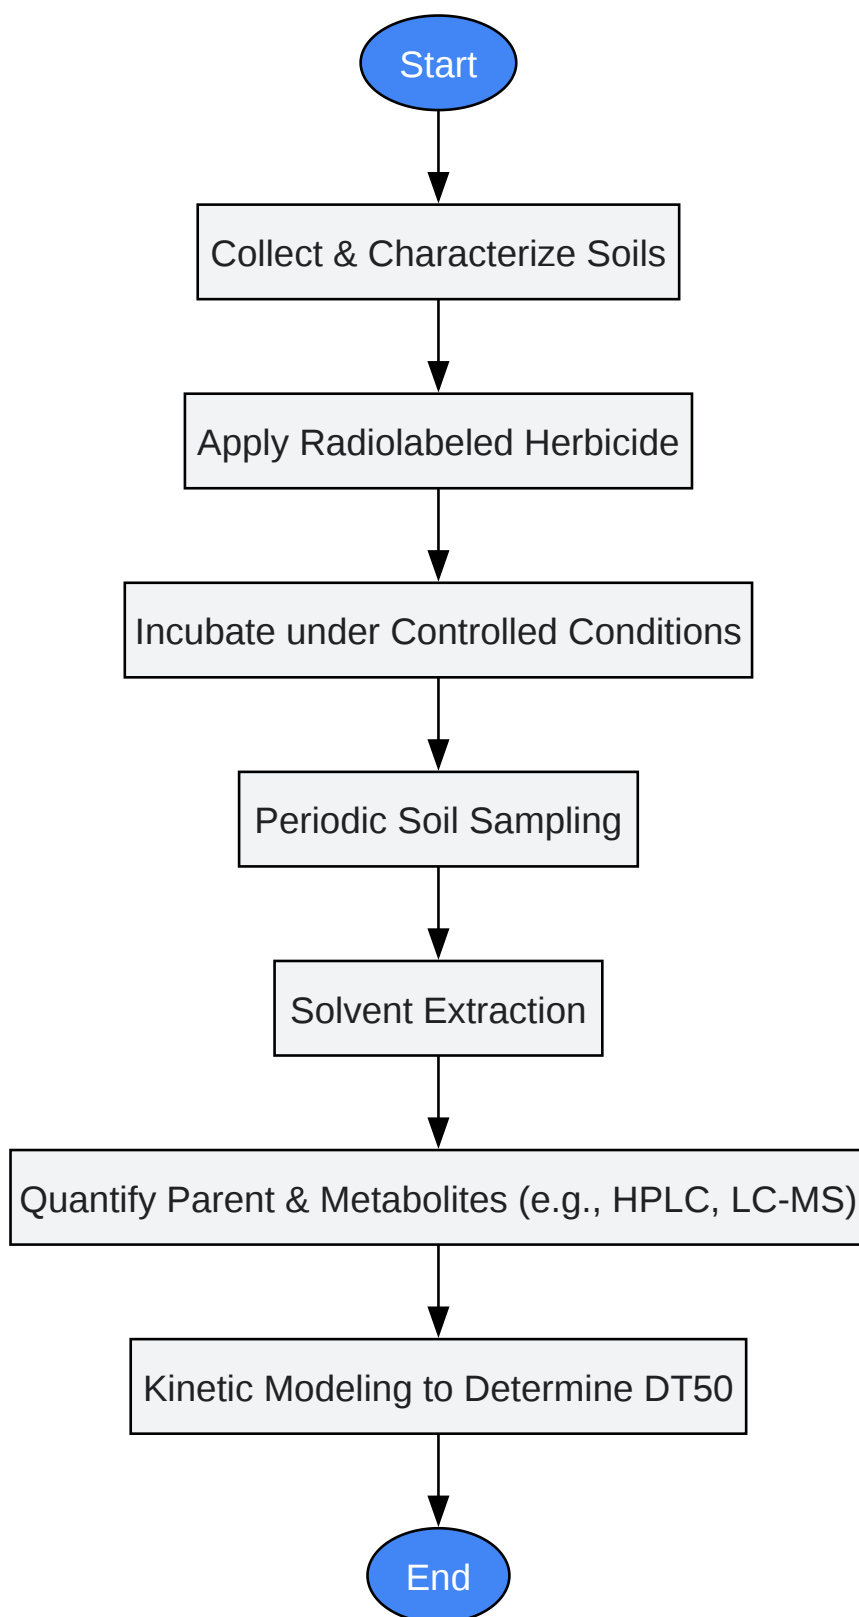 Start
Collect & Characterize Soils
Apply Radiolabeled Herbicide
Incubate under Controlled Conditions
Periodic Soil Sampling
Solvent Extraction
Quantify Parent & Metabolites (e.g., HPLC, LC-MS)
Kinetic Modeling to Determine DT50
End